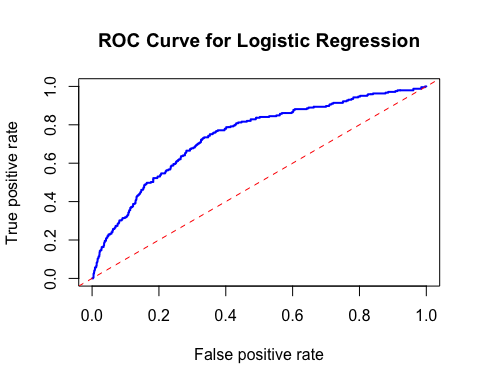 ROC Curve for Logistic Regression
True positive rate
1.0
0.8
0.6
0.4
0.2
0.0
0.0 0.2 0.4 0.6 0.8 1.0
False positive rate